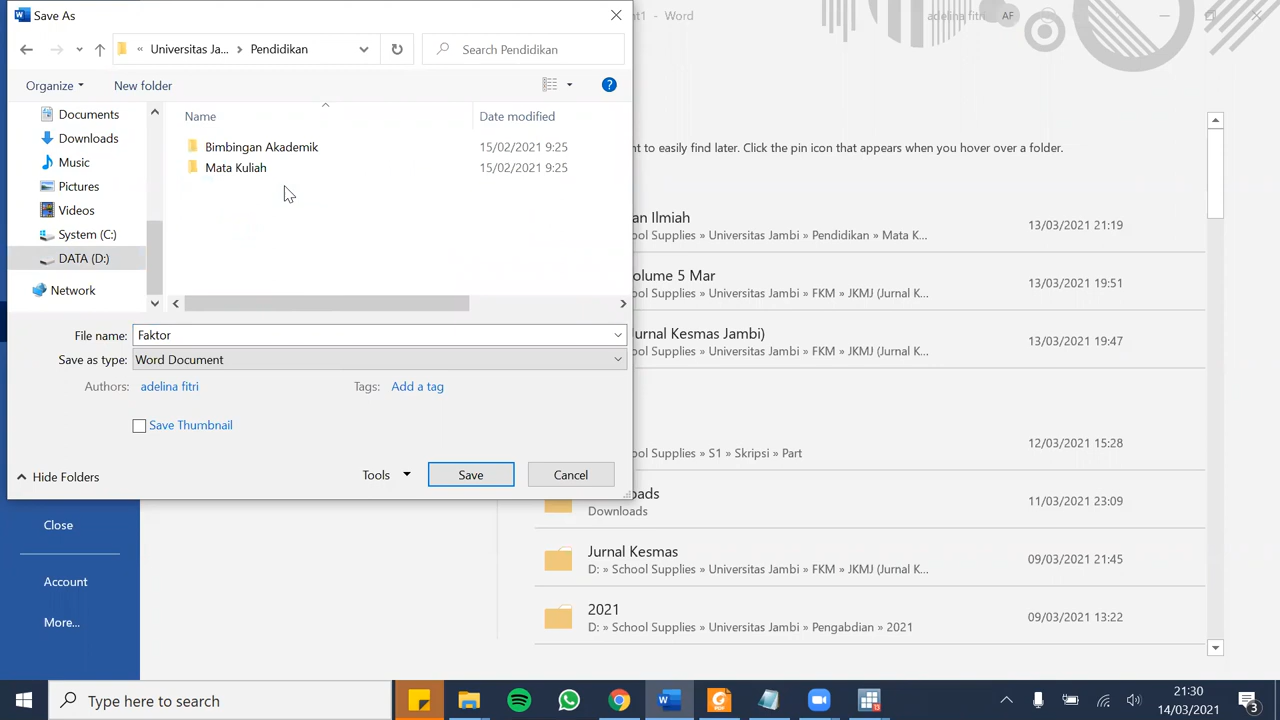 Save As
nt1 - Word
adelina fitri
AF
« Universitas Ja... › Pendidikan
Search Pendidikan
Organize
New folder
Name
Date modified
Documents
Downloads
Music
Pictures
Videos
System (C:)
DATA (D:)
Network
Bimbingan Akademik 15/02/2021 9:25
Mata Kuliah 15/02/2021 9:25
File name: Faktor
Save as type: Word Document
Authors: adelina fitri
Tags: Add a tag
Save Thumbnail
Hide Folders
Tools
Save
Cancel
nt to easily find later. Click the pin icon that appears when you hover over a folder.
an Ilmiah
School Supplies » Universitas Jambi » Pendidikan » Mata K...
13/03/2021 21:19
olume 5 Mar
School Supplies » Universitas Jambi » FKM » JKMJ (Jurnal K...
13/03/2021 19:51
urnal Kesmas Jambi)
School Supplies » Universitas Jambi » FKM » JKMJ (Jurnal K...
13/03/2021 19:47
School Supplies » S1 » Skripsi » Part
12/03/2021 15:28
oads
Downloads
11/03/2021 23:09
Jurnal Kesmas
D: » School Supplies » Universitas Jambi » FKM » JKMJ (Jurnal K...
09/03/2021 21:45
2021
D: » School Supplies » Universitas Jambi » Pengabdian » 2021
09/03/2021 13:22
Close
Account
More...
Type here to search
PDF
21:30
14/03/2021
3